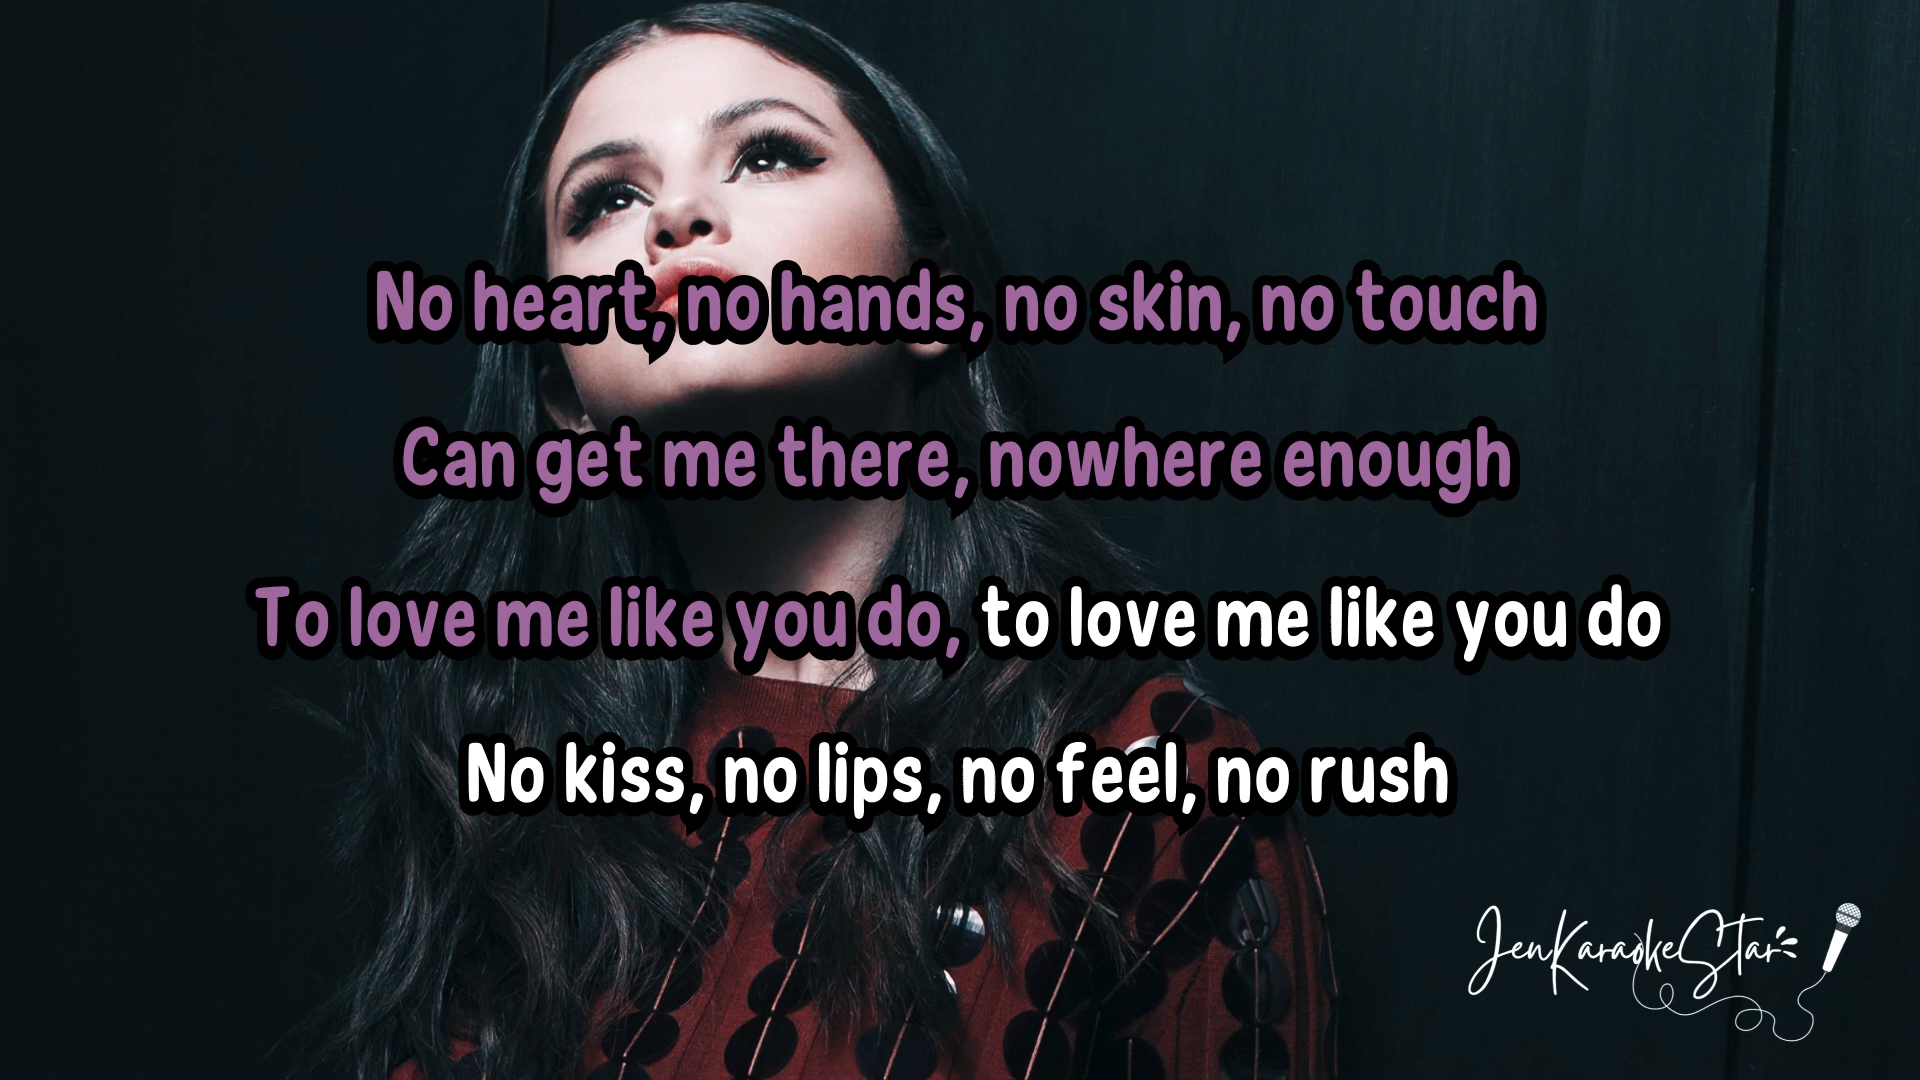 No heart, no hands, no skin, no touch
Can get me there, nowhere enough
To love me like you do, to love me like you do
No kiss, no lips, no feel, no rush
JenKaraokeStar